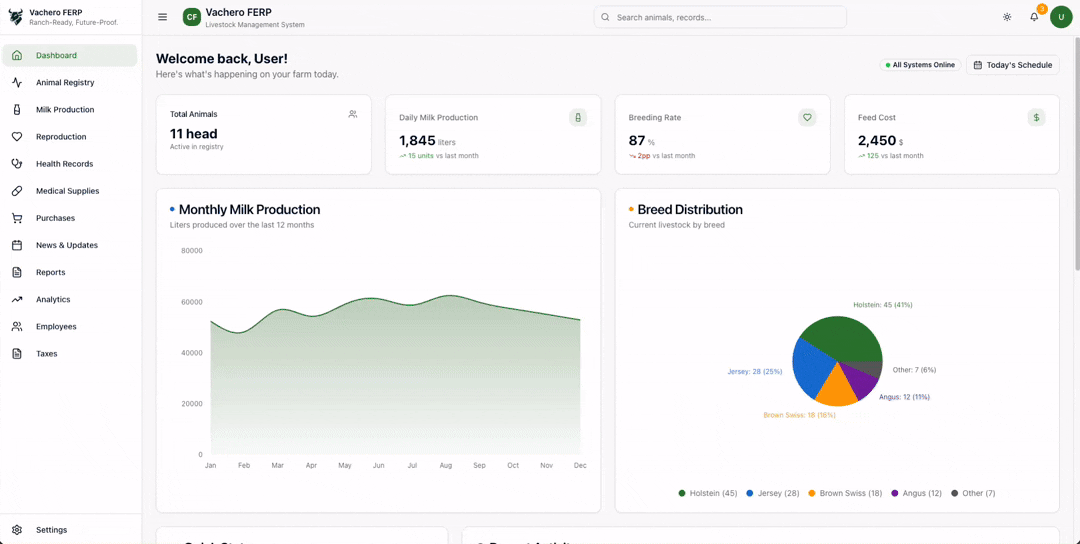 Vachero FERP
Ranch-Ready, Future-Proof.
CF
Vachero FERP
Livestock Management System
Search animals, records...
3
U
Dashboard
Animal Registry
Milk Production
Reproduction
Health Records
Medical Supplies
Purchases
News & Updates
Reports
Analytics
Employees
Taxes
Settings
Welcome back, User!
Here's what's happening on your farm today.
All Systems Online
Today's Schedule
Total Animals
11 head
Active in registry
Daily Milk Production
1,845 liters
15 units vs last month
Breeding Rate
87 %
2pp vs last month
Feed Cost
2,450 $
125 vs last month
Monthly Milk Production
Liters produced over the last 12 months
80000
60000
40000
20000
0
Jan Feb Mar Apr May Jun Jul Aug Sep Oct Nov Dec
Breed Distribution
Current livestock by breed
Holstein: 45 (41%)
Jersey: 28 (25%)
Other: 7 (6%)
Angus: 12 (11%)
Brown Swiss: 18 (16%)
Holstein (45) Jersey (28) Brown Swiss (18) Angus (12) Other (7)